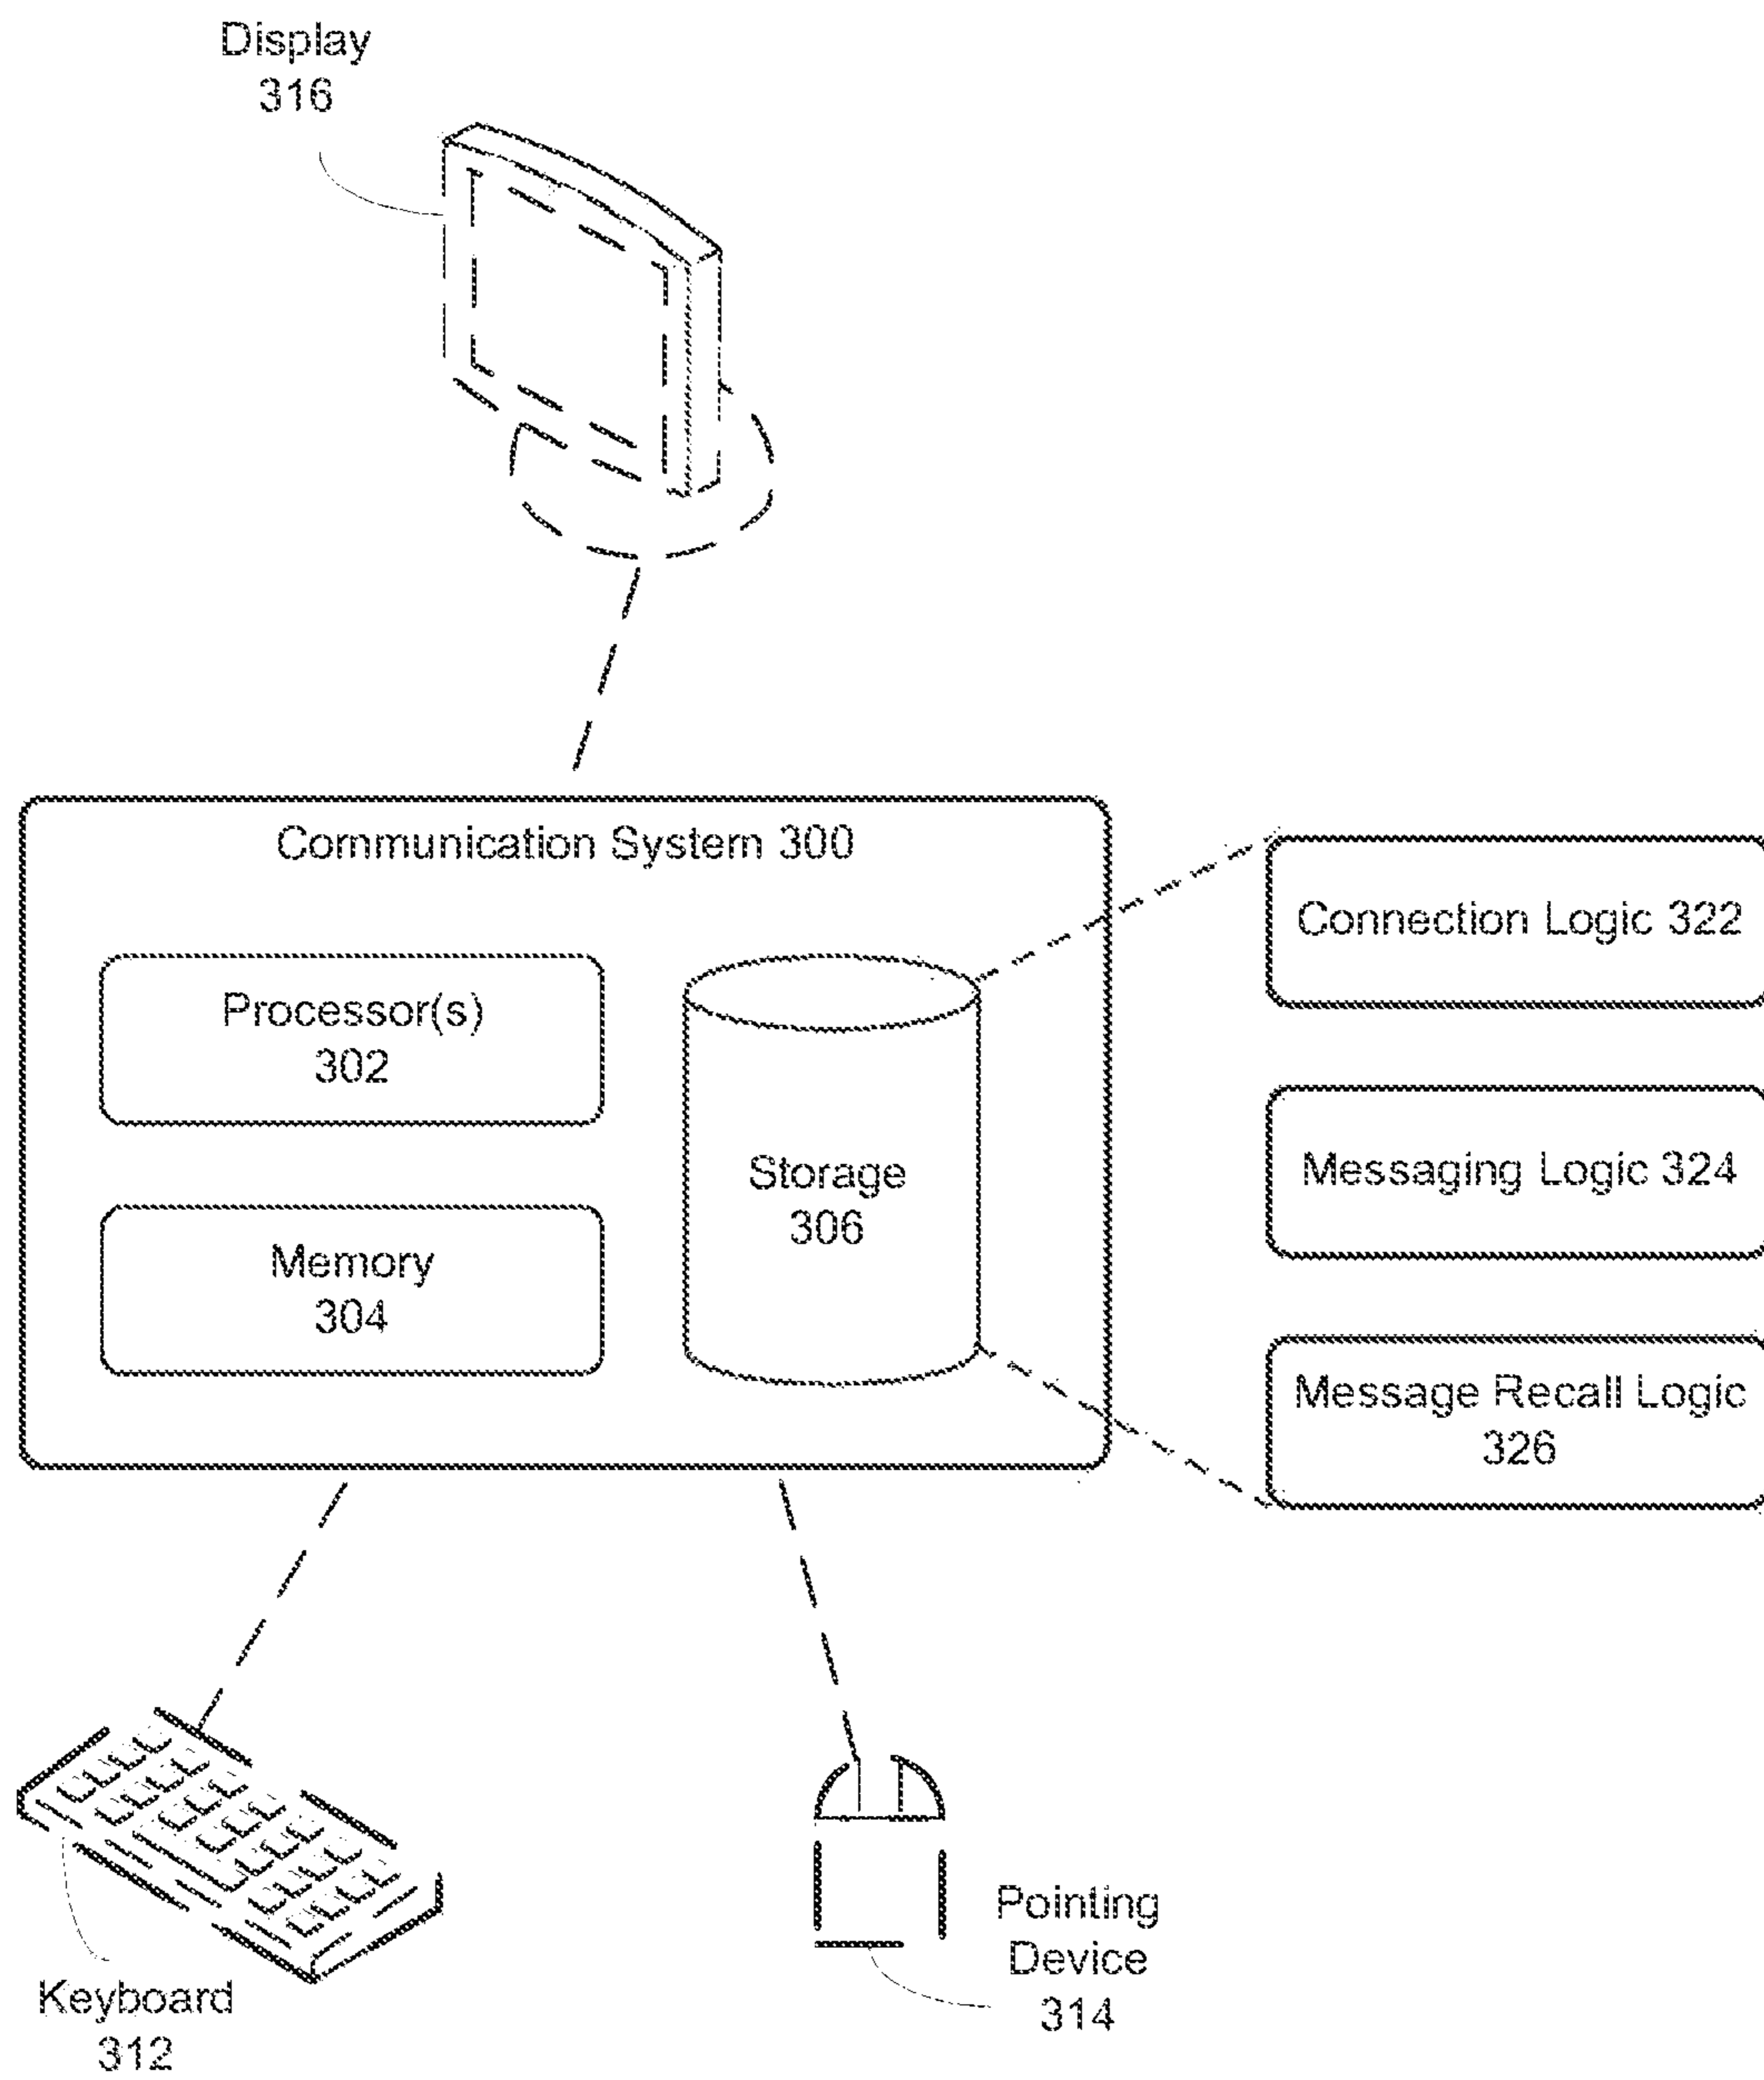 Display
316
Communication System 300
Processor(s)
302
Memory
304
Storage
306
Connection Logic 322
Messaging Logic 324
Message Recall Logic
326
Keyboard
312
Pointing
Device
314